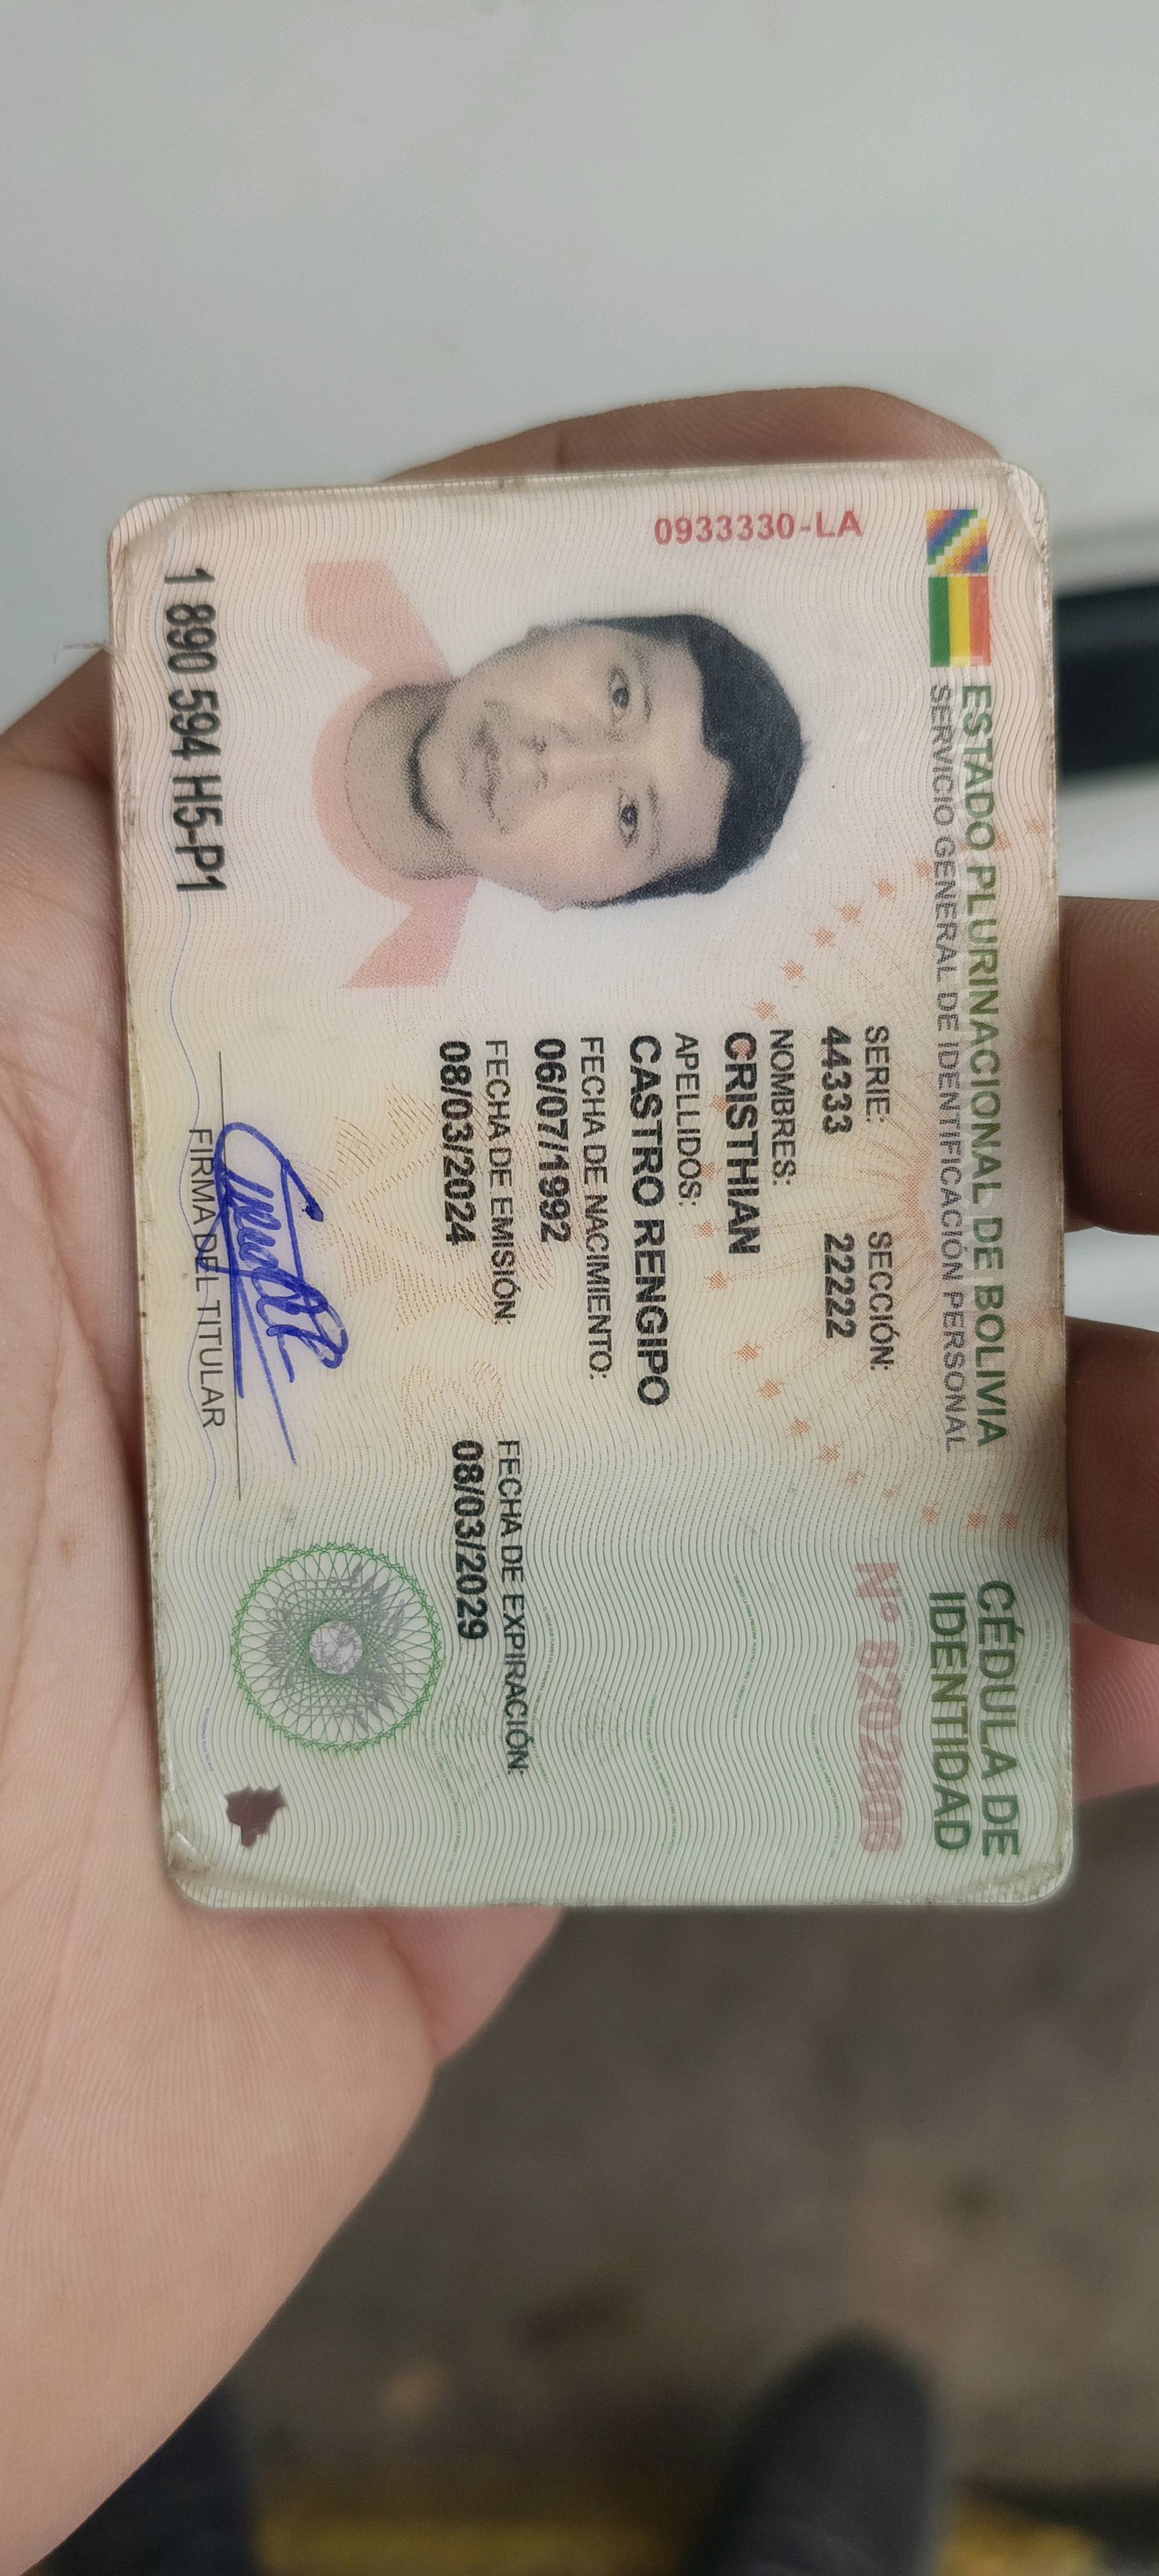 ESTADO PLURINACIONAL DE BOLIVIA
SERVICIO GENERAL DE IDENTIFICACIÓN PERSONAL
CÉDULA DE
IDENTIDAD
0933330-LA
Nº 8202806
SERIE: SECCIÓN:
44333 22222
NOMBRES:
CRISTHIAN
APELLIDOS:
CASTRO RENGIPO
FECHA DE NACIMIENTO:
06/07/1992
FECHA DE EMISIÓN: FECHA DE EXPIRACIÓN:
08/03/2024 08/03/2029
FIRMA DEL TITULAR
1 890 594 H5-P1